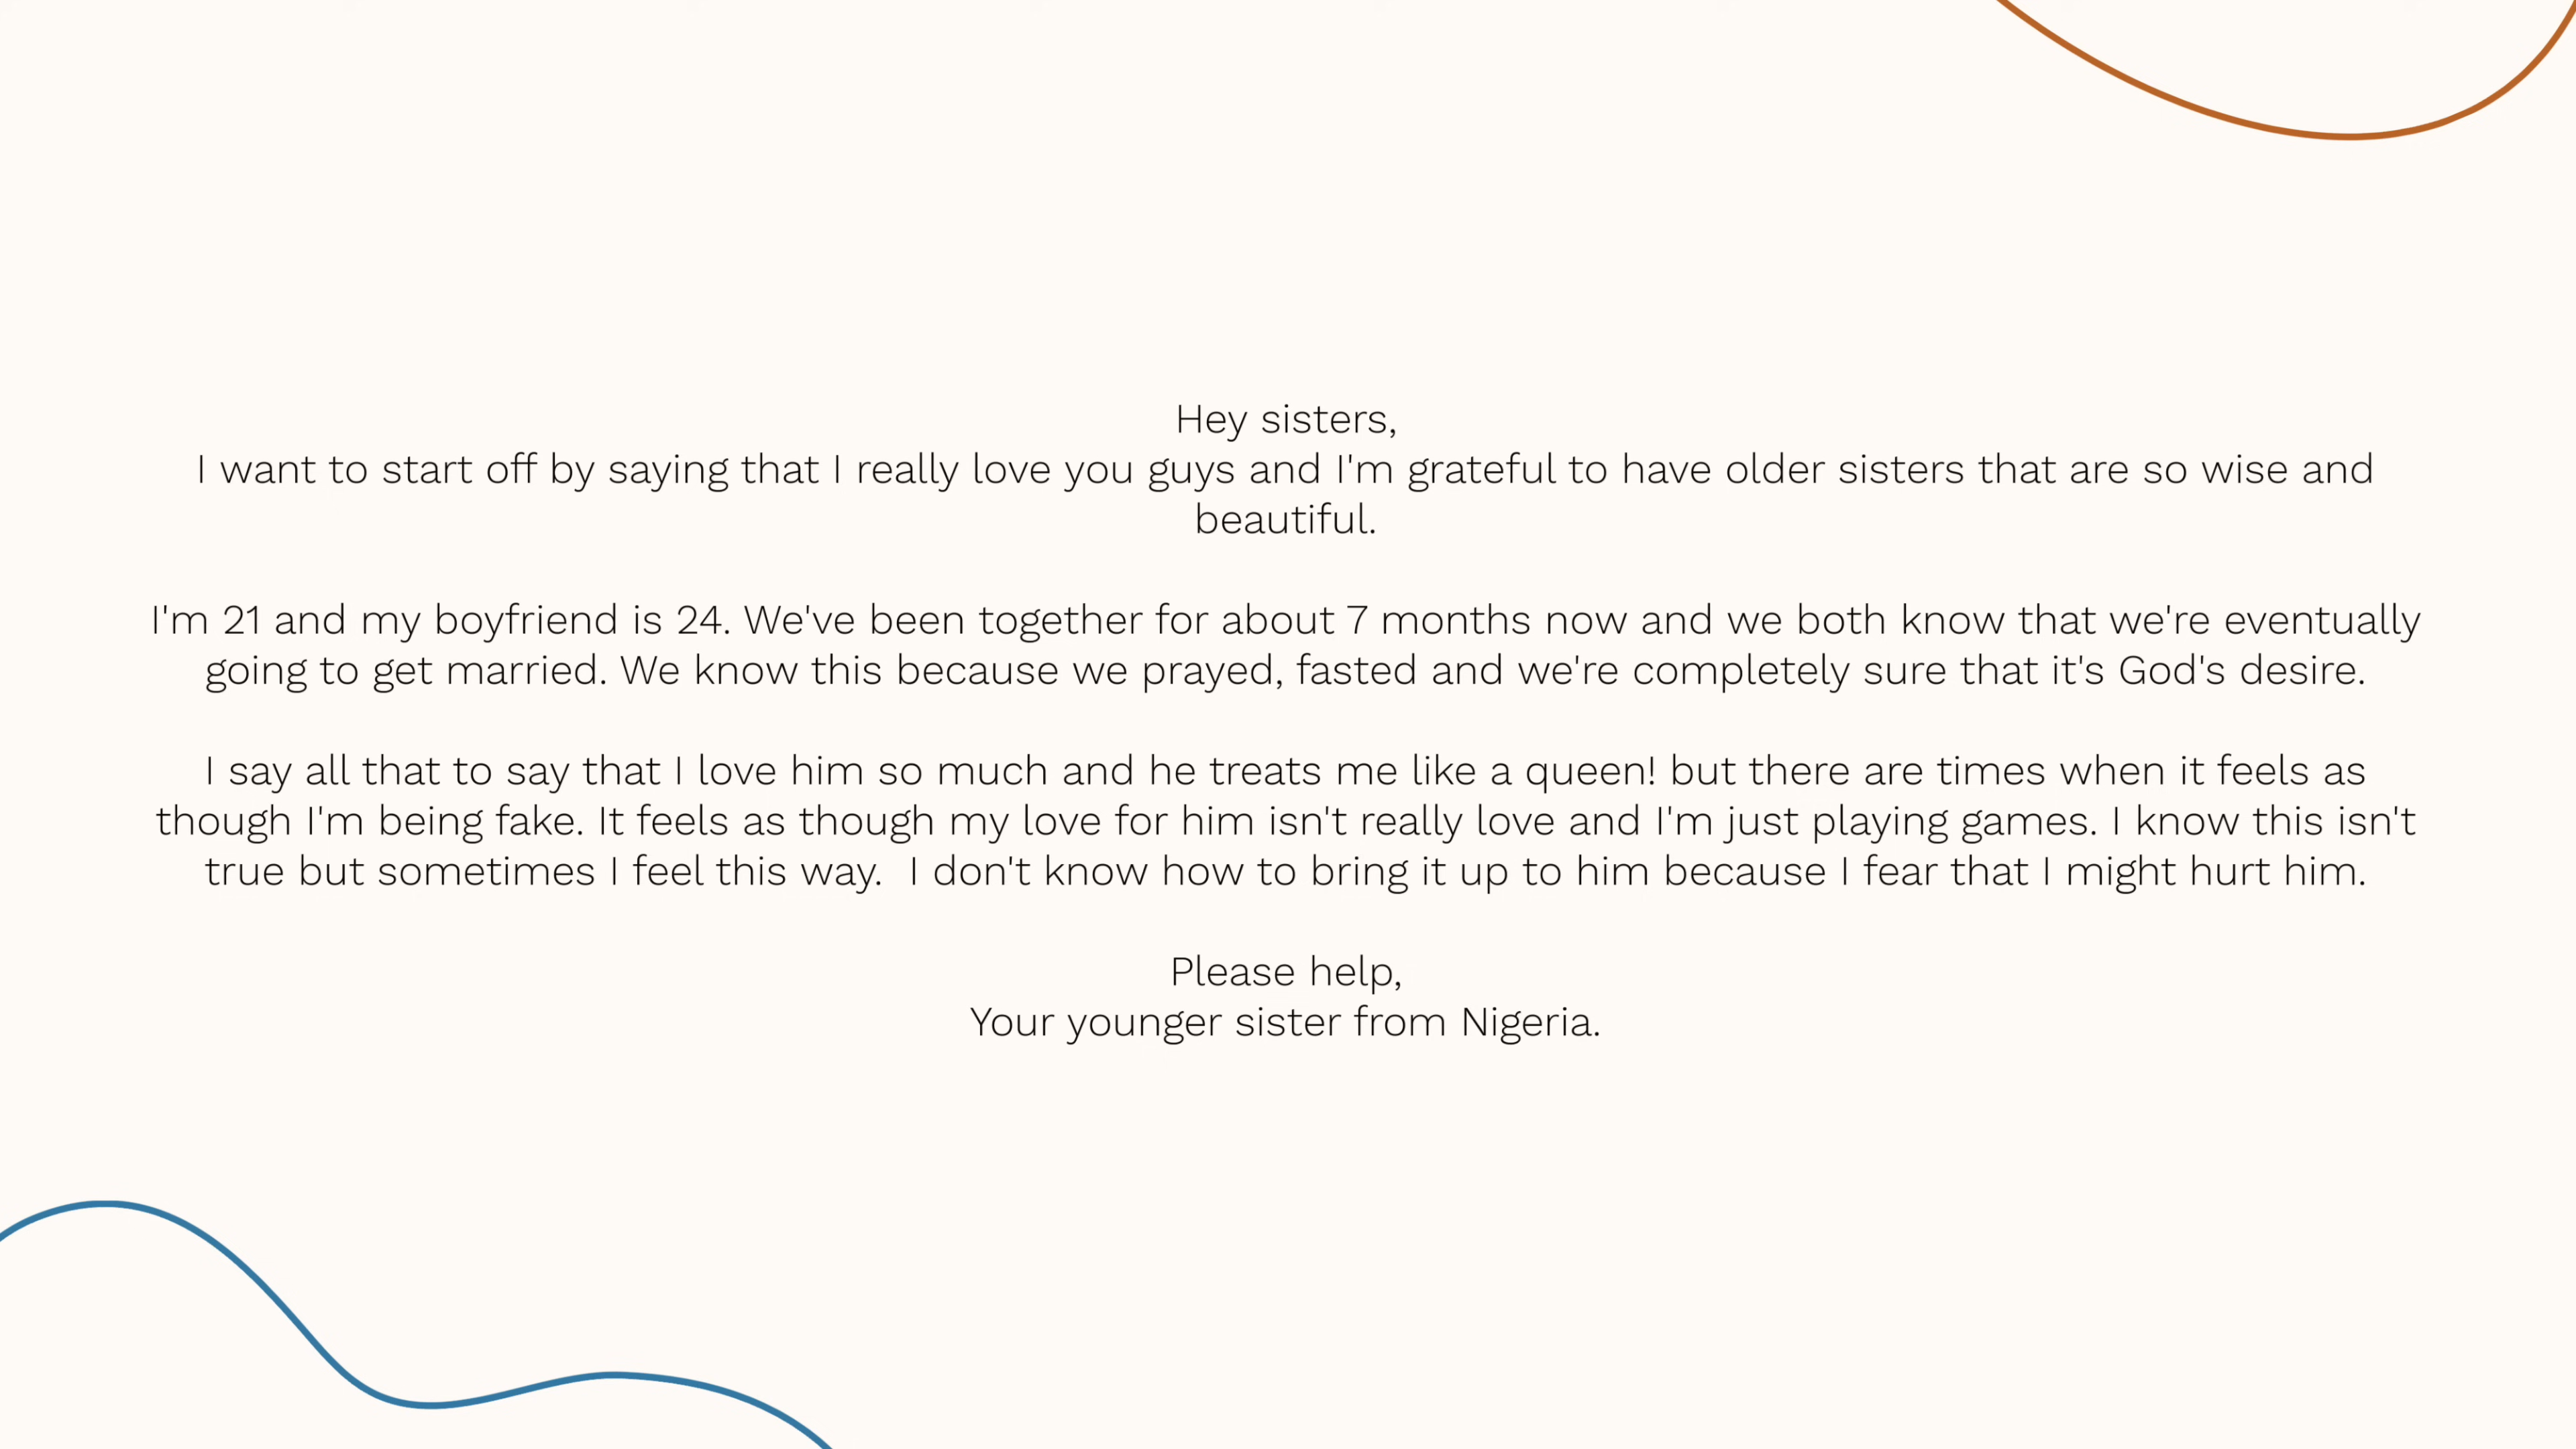 Hey sisters,
I want to start off by saying that I really love you guys and I'm grateful to have older sisters that are so wise and
beautiful.
I'm 21 and my boyfriend is 24. We've been together for about 7 months now and we both know that we're eventually
going to get married. We know this because we prayed, fasted and we're completely sure that it's God's desire.
I say all that to say that I love him so much and he treats me like a queen! but there are times when it feels as
though I'm being fake. It feels as though my love for him isn't really love and I'm just playing games. I know this isn't
true but sometimes I feel this way.  I don't know how to bring it up to him because I fear that I might hurt him.
Please help,
Your younger sister from Nigeria.